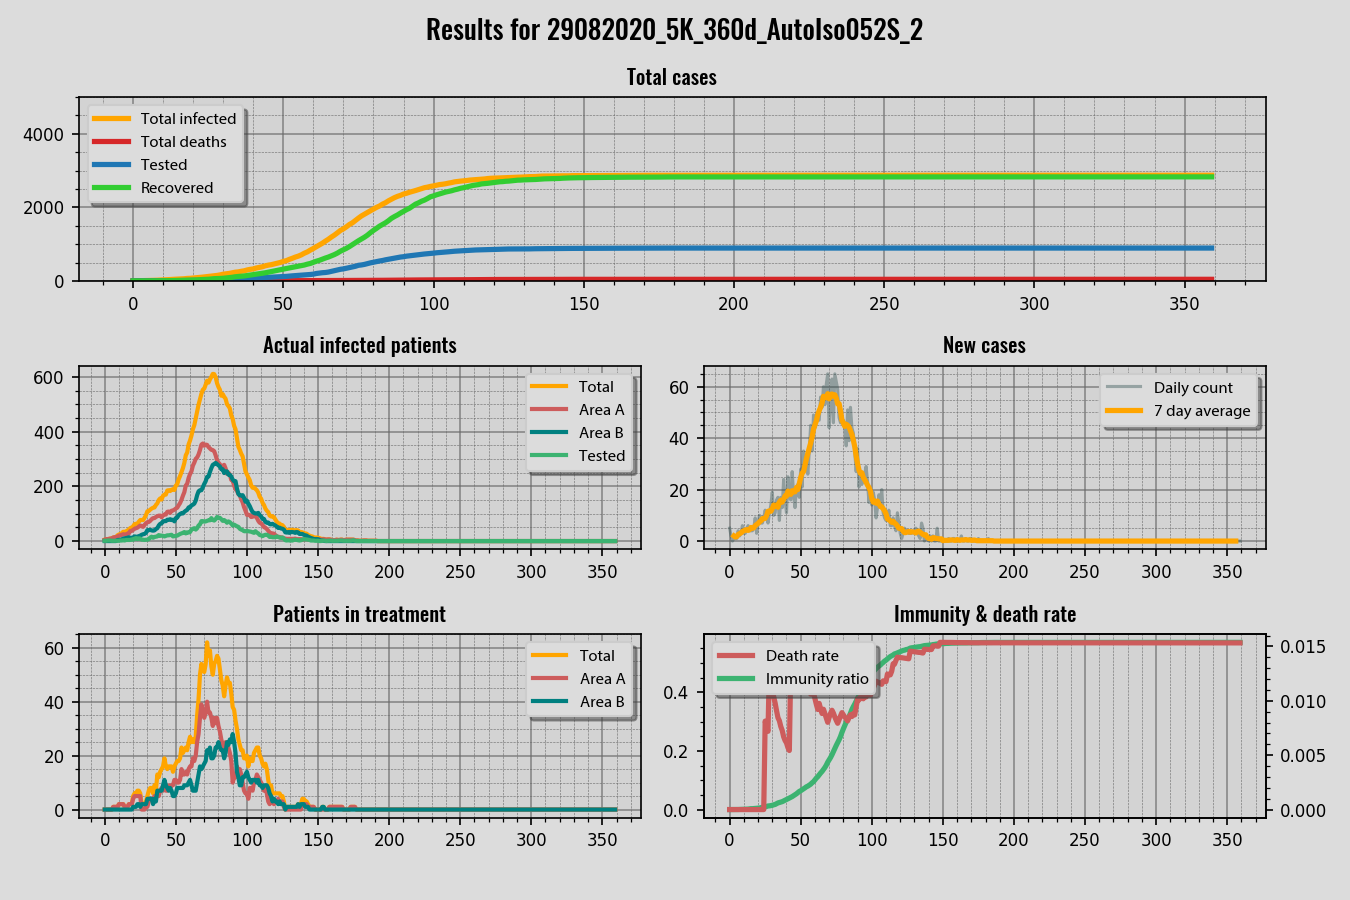 Results for 29082020_5K_360d_AutoIso052S_2
Total cases
Total infected
Total deaths
Tested
Recovered
4000
2000
0
0 50 100 150 200 250 300 350
Actual infected patients
Total
Area A
Area B
Tested
600
400
200
0
0 50 100 150 200 250 300 350
New cases
Daily count
7 day average
60
40
20
0
0 50 100 150 200 250 300 350
Patients in treatment
Total
Area A
Area B
60
40
20
0
0 50 100 150 200 250 300 350
Immunity & death rate
Death rate
Immunity ratio
0.4
0.2
0.0
0.015
0.010
0.005
0.000
0 50 100 150 200 250 300 350